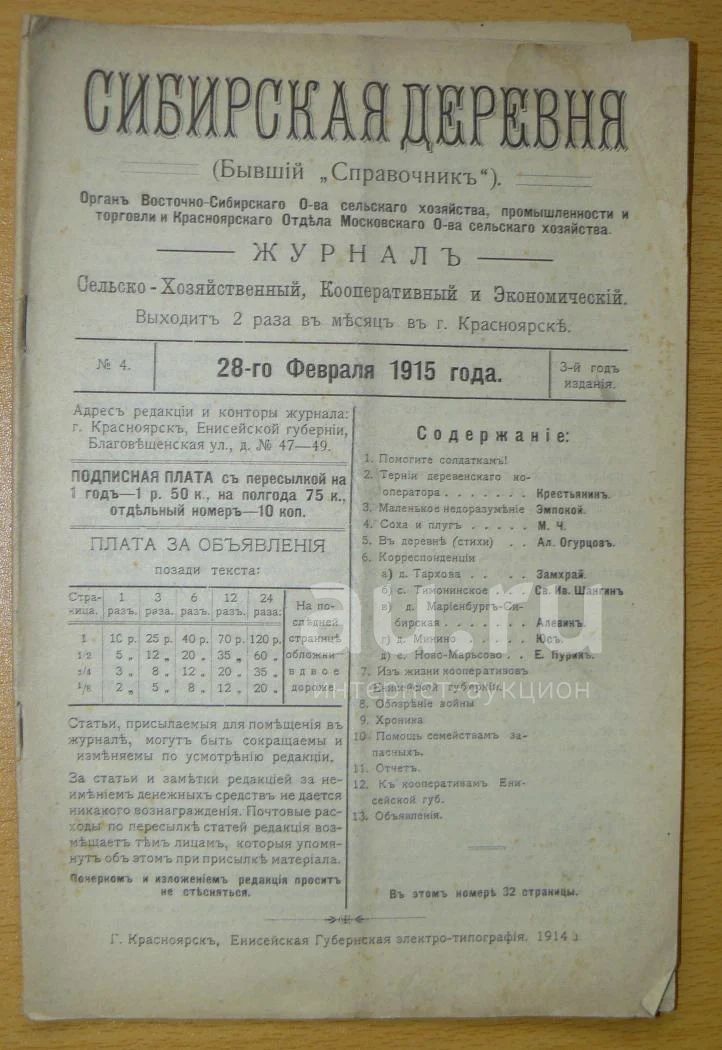 СИБИРСКАЯ ДЕРЕВНЯ
(Бывшій „Справочникъ“).
Органъ Восточно-Сибирскаго О-ва сельскаго хозяйства, промышленности и
торговли и Красноярскаго Отдѣла Московскаго О-ва сельскаго хозяйства.
ЖУРНАЛЪ
Сельско-Хозяйственный, Кооперативный и Экономическій.
Выходитъ 2 раза въ мѣсяцъ въ г. Красноярскѣ.
№ 4.
28-го Февраля 1915 года.
3-й годъ
изданія.
Адресъ редакціи и конторы журнала:
г. Красноярскъ, Енисейской губерніи,
Благовѣщенская ул., д. № 47—49.
ПОДПИСНАЯ ПЛАТА съ пересылкой на
1 годъ—1 р. 50 к., на полгода 75 к.,
отдѣльный номеръ—10 коп.
ПЛАТА ЗА ОБЪЯВЛЕНІЯ
позади текста:
Стра- 1 3 6 12 24
ница. разъ. раза. разъ. разъ. раза:
1 10 р. 25 р. 40 р. 70 р. 120 р.
1/2 5 „ 12 „ 20 „ 35 „ 60 „
1/4 3 „ 8 „ 12 „ 20 „ 35 „
1/8 2 „ 5 „ 8 „ 12 „ 20 „
На по-
слѣдней
страницѣ
обложки
вдвое
дороже.
Статьи, присылаемыя для помѣщенія въ
журналѣ, могутъ быть сокращаемы и
измѣняемы по усмотрѣнію редакціи.
За статьи и замѣтки редакціей за не-
имѣніемъ денежныхъ средствъ не дается
никакого вознагражденія. Почтовые рас-
ходы по пересылкѣ статей редакція воз-
мѣщаетъ тѣмъ лицамъ, которыя упомя-
нутъ объ этомъ при присылкѣ матеріала.
Почеркомъ и изложеніемъ редакція проситъ
не стѣсняться.
Содержаніе:
1. Помогите солдаткамъ!
2. Терніи деревенскаго ко-
оператора . . . . . . . Крестьянинъ.
3. Маленькое недоразумѣніе Эмпокой.
4. Соха и плугъ . . . . . М. Ч.
5. Въ деревнѣ (стихи) . . Ал. Огурцовъ.
6. Корреспонденціи
а) д. Тархова . . . . . Замхрай.
б) с. Тимонинское . . Св. Ив. Шангинъ
в) д. Маріенбургъ-Си-
бирская . . . . . . Алевинъ.
г) д. Минино . . . . Юсъ.
д) с. Ново-Марьсово . . Е. Пурикъ.
7. Изъ жизни кооперативовъ
Енисейской губерніи.
8. Обозрѣніе войны
9. Хроника
10. Помощь семействамъ за-
пасныхъ.
11. Отчетъ.
12. Къ кооперативамъ Ени-
сейской губ.
13. Объявленія.
Въ этомъ номерѣ 32 страницы.
Г. Красноярскъ, Енисейская Губернская электро-типографія. 1914
au.ru
интернет-аукцион